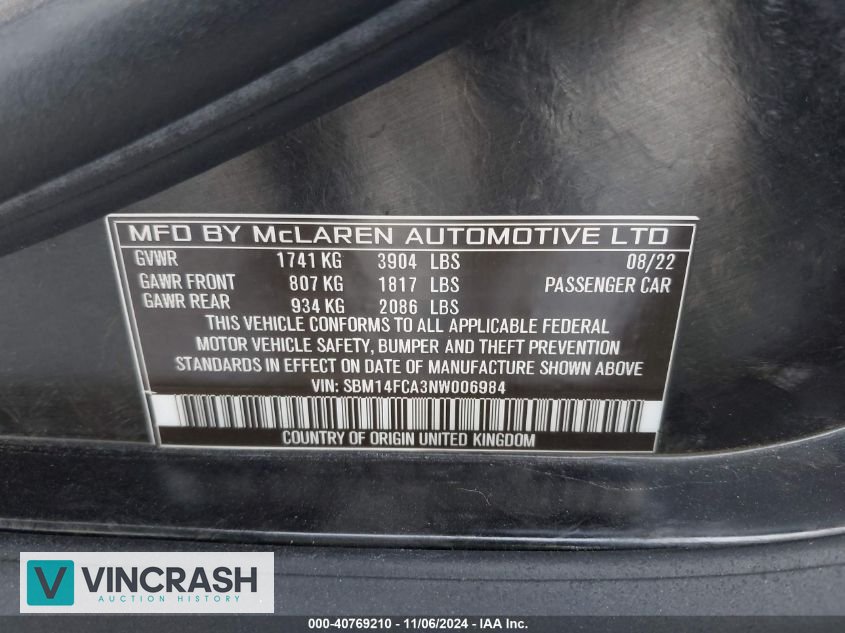 MFD BY McLAREN AUTOMOTIVE LTD
GVWR 1741 KG 3904 LBS 08/22
GAWR FRONT 807 KG 1817 LBS PASSENGER CAR
GAWR REAR 934 KG 2086 LBS
THIS VEHICLE CONFORMS TO ALL APPLICABLE FEDERAL
MOTOR VEHICLE SAFETY, BUMPER AND THEFT PREVENTION
STANDARDS IN EFFECT ON DATE OF MANUFACTURE SHOWN ABOVE
VIN: SBM14FCA3NW006984
COUNTRY OF ORIGIN UNITED KINGDOM
V VINCRASH
AUCTION HISTORY
000-40769210 - 11/06/2024 - IAA Inc.